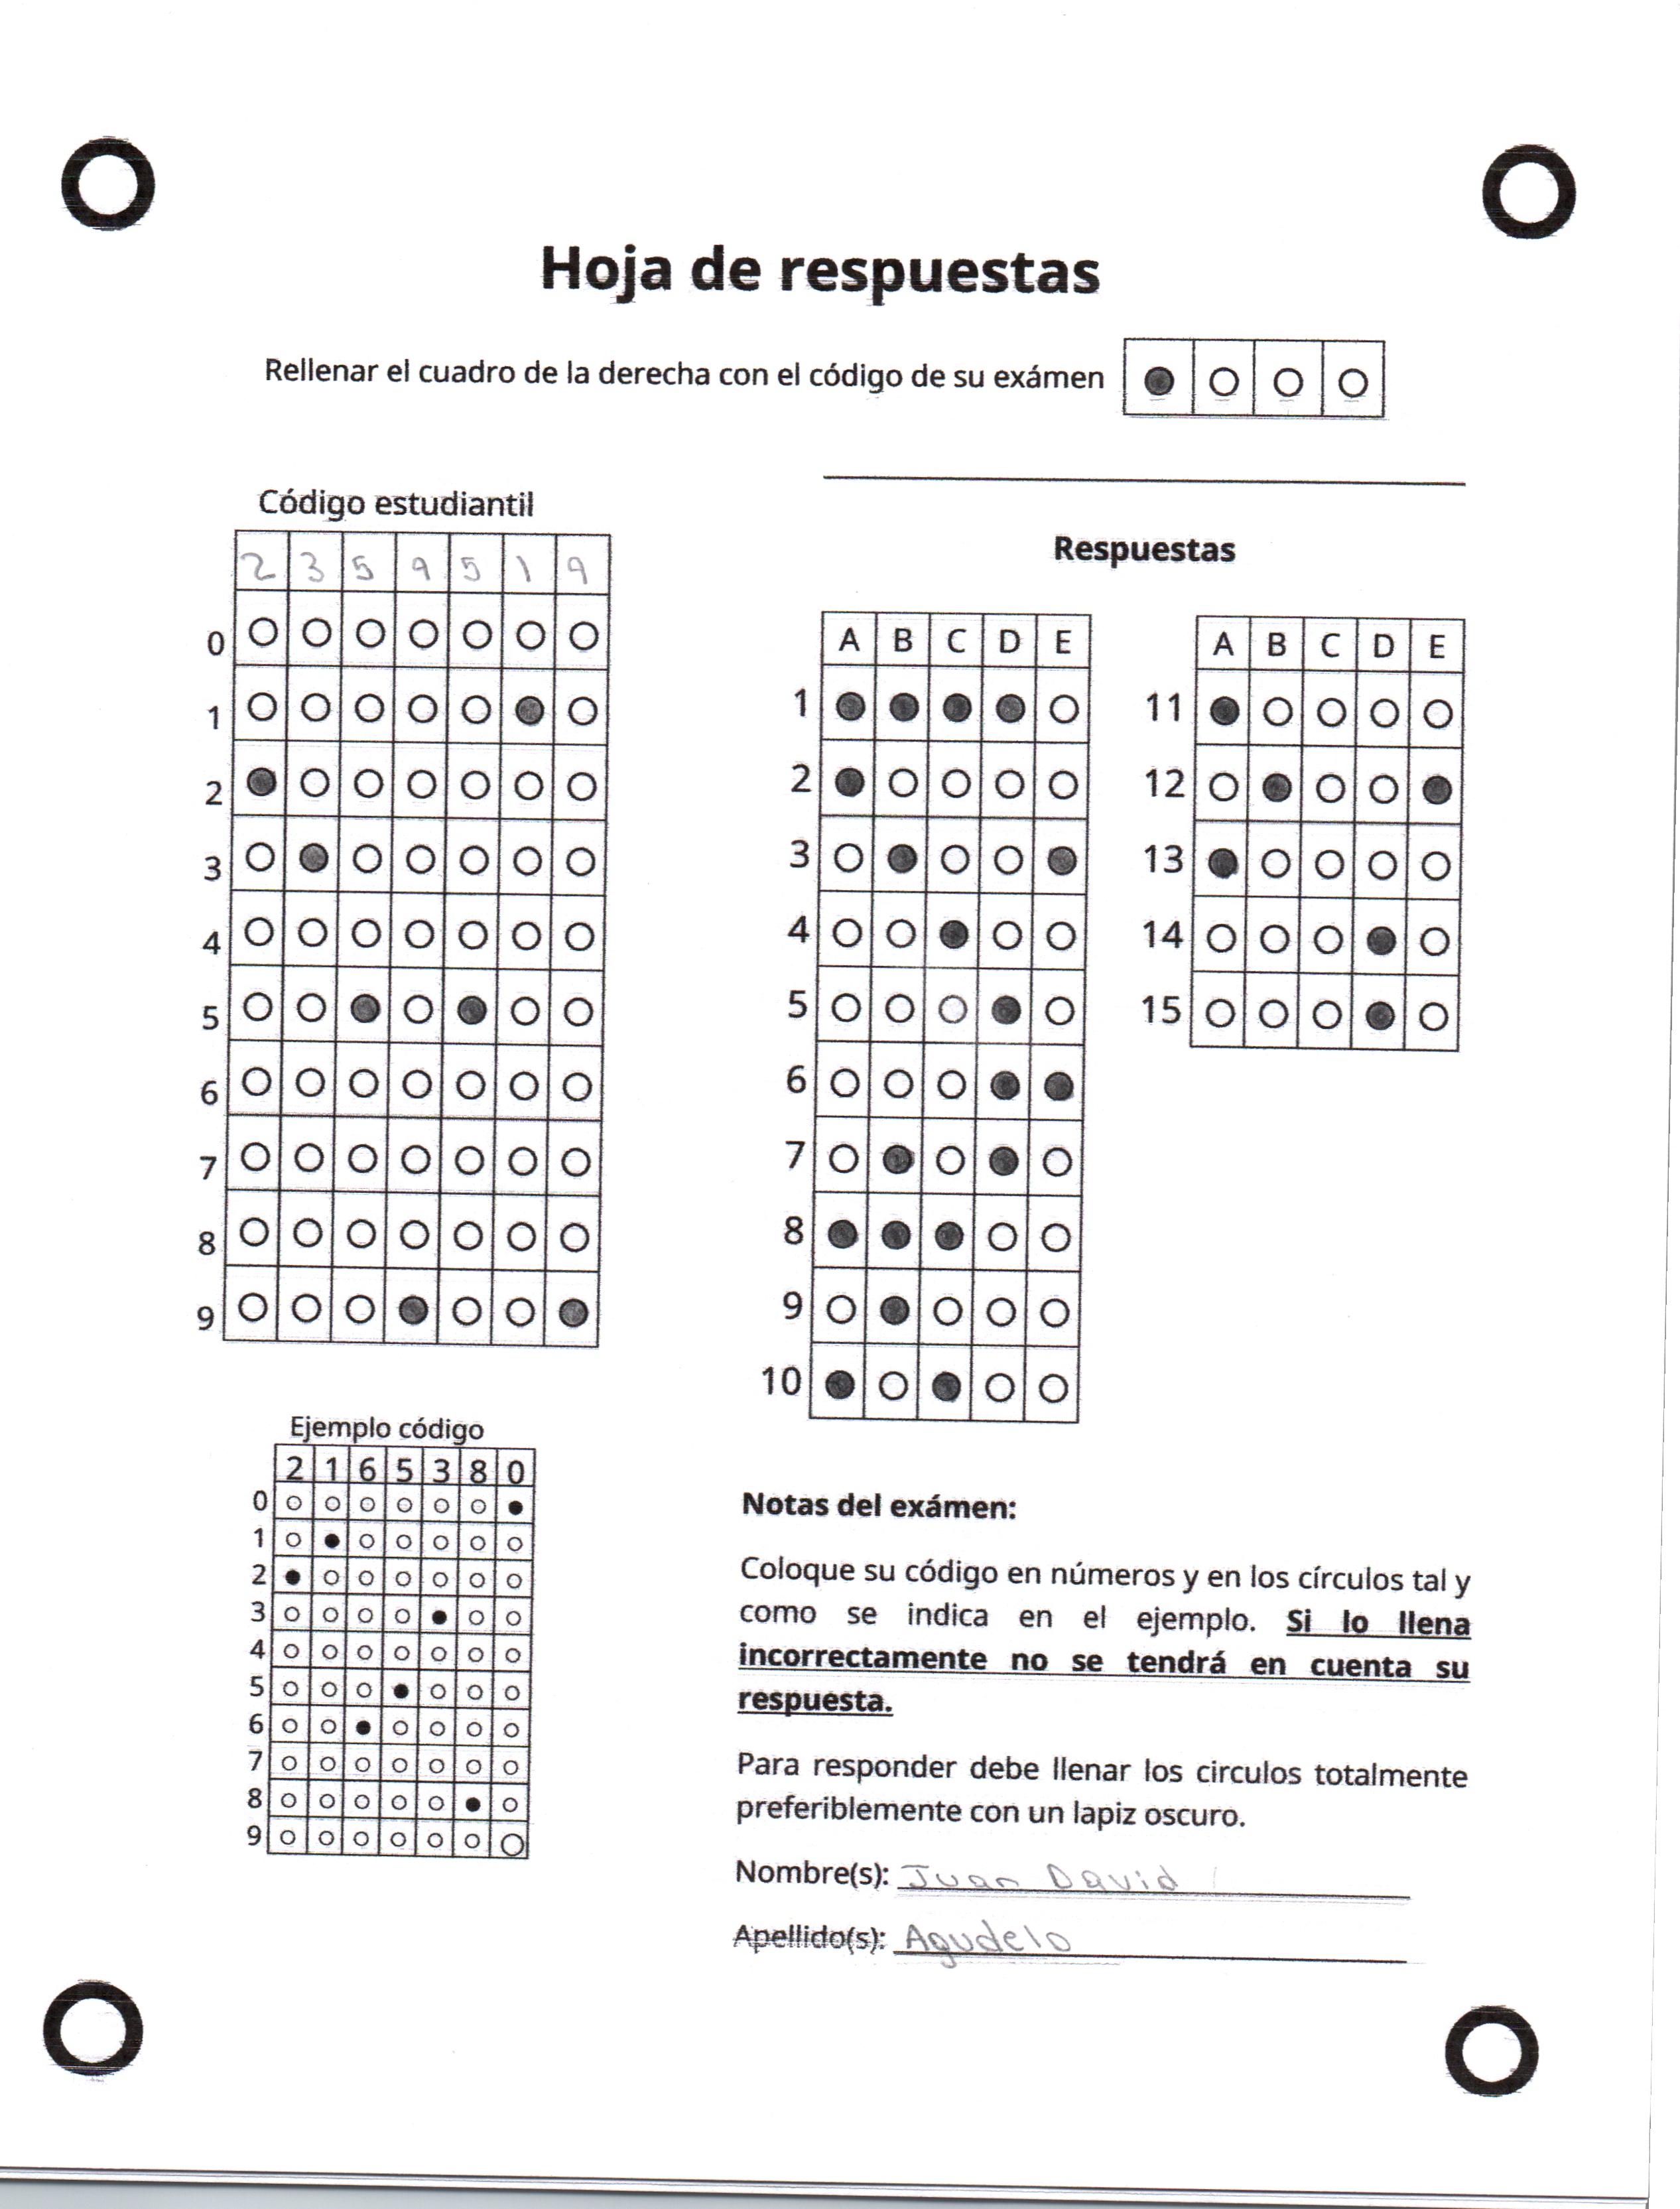 Hoja de respuestas
Rellenar el cuadro de la derecha con el código de su exámen
Código estudiantil
2 3 5 9 5 1 9
0
1
2
3
4
5
6
7
8
9
Respuestas
A B C D E
1
2
3
4
5
6
7
8
9
10
A B C D E
11
12
13
14
15
Ejemplo código
2 1 6 5 3 8 0
0
1
2
3
4
5
6
7
8
9
Notas del exámen:
Coloque su código en números y en los círculos tal y
como se indica en el ejemplo. Si lo llena
incorrectamente no se tendrá en cuenta su
respuesta.
Para responder debe llenar los circulos totalmente
preferiblemente con un lapiz oscuro.
Nombre(s): Juan David
Apellido(s): Agudelo